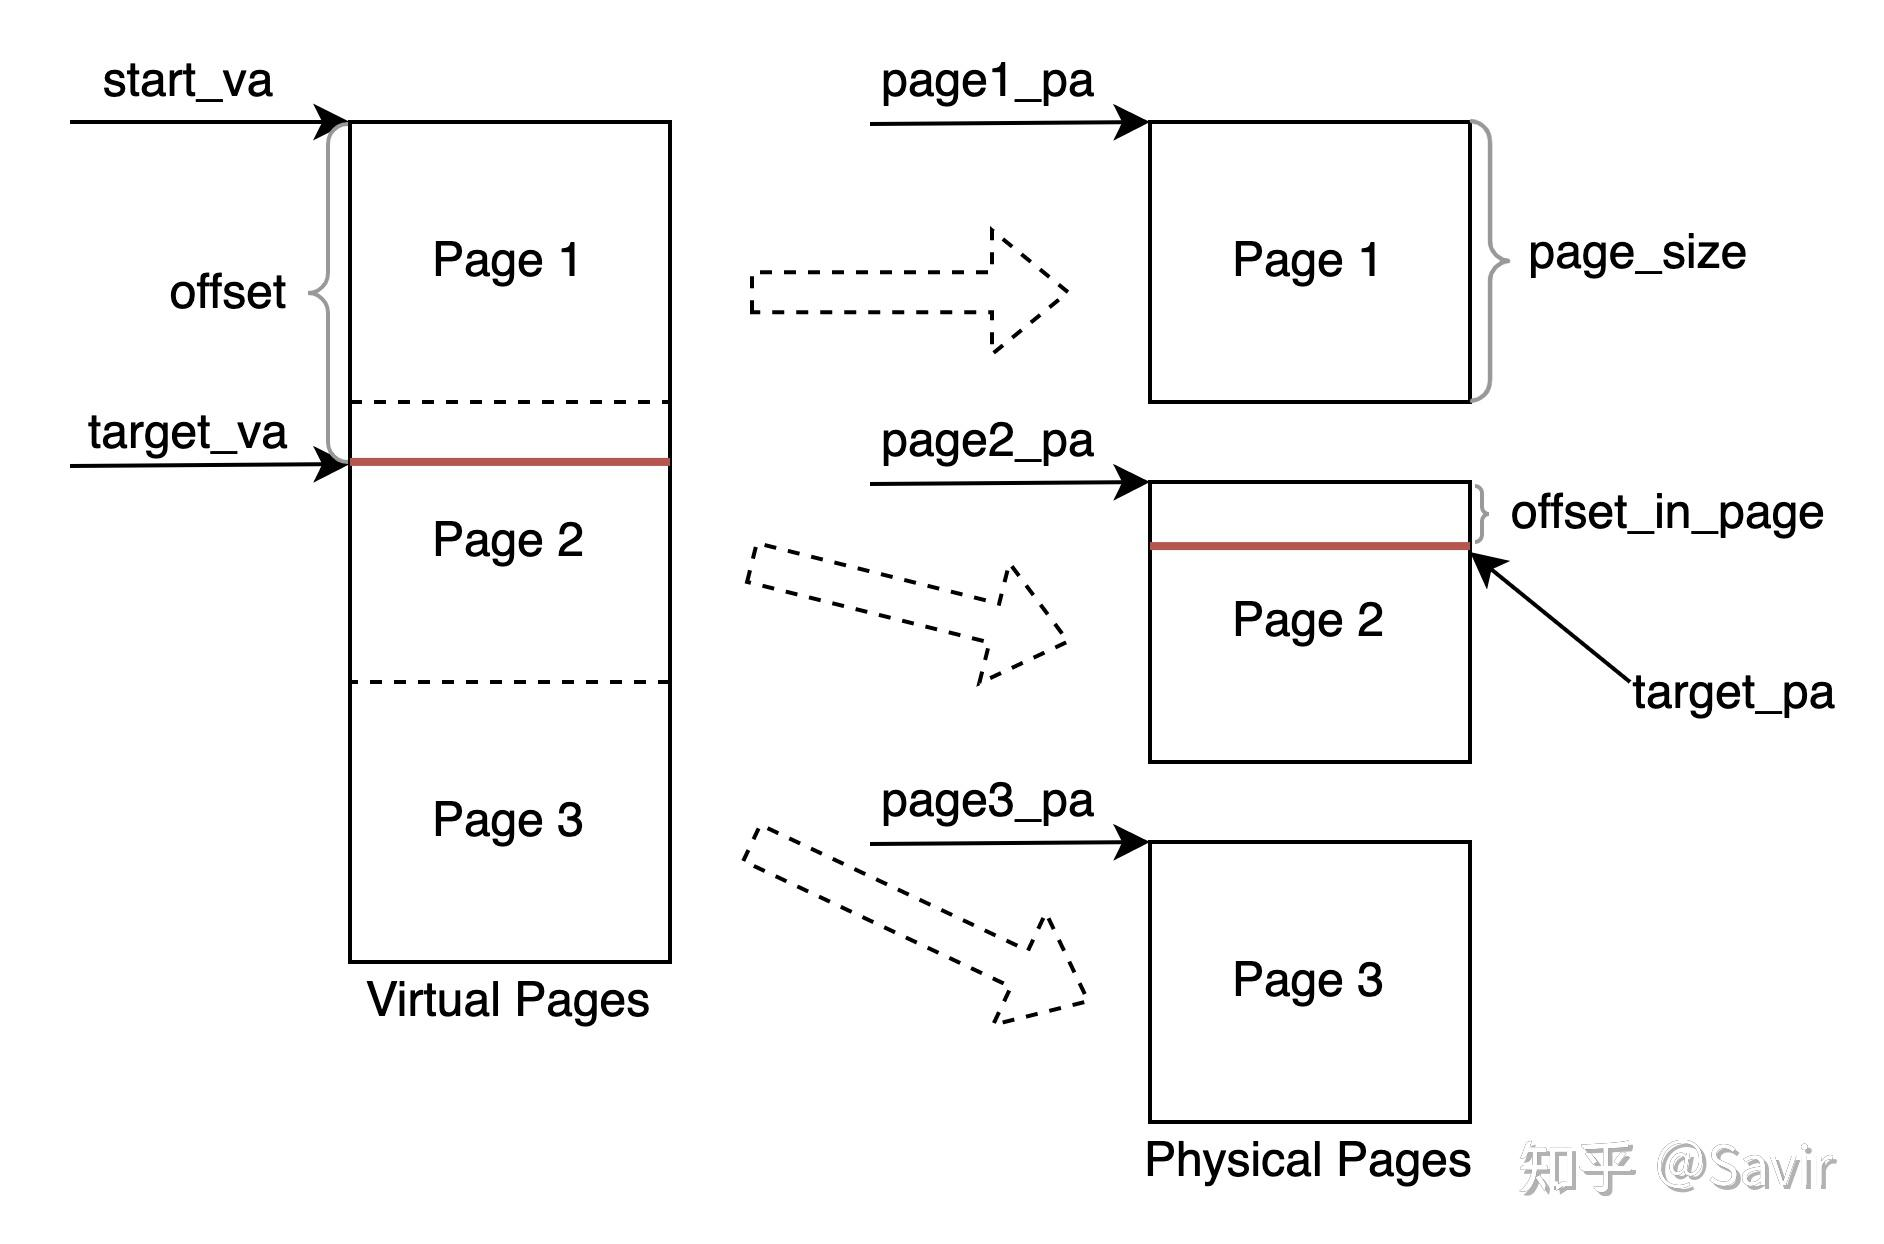 start_va
page1_pa
Page 1
Page 1
page_size
offset
target_va
page2_pa
offset_in_page
Page 2
Page 2
target_pa
page3_pa
Page 3
Page 3
Virtual Pages
Physical Pages
知乎 @Savir